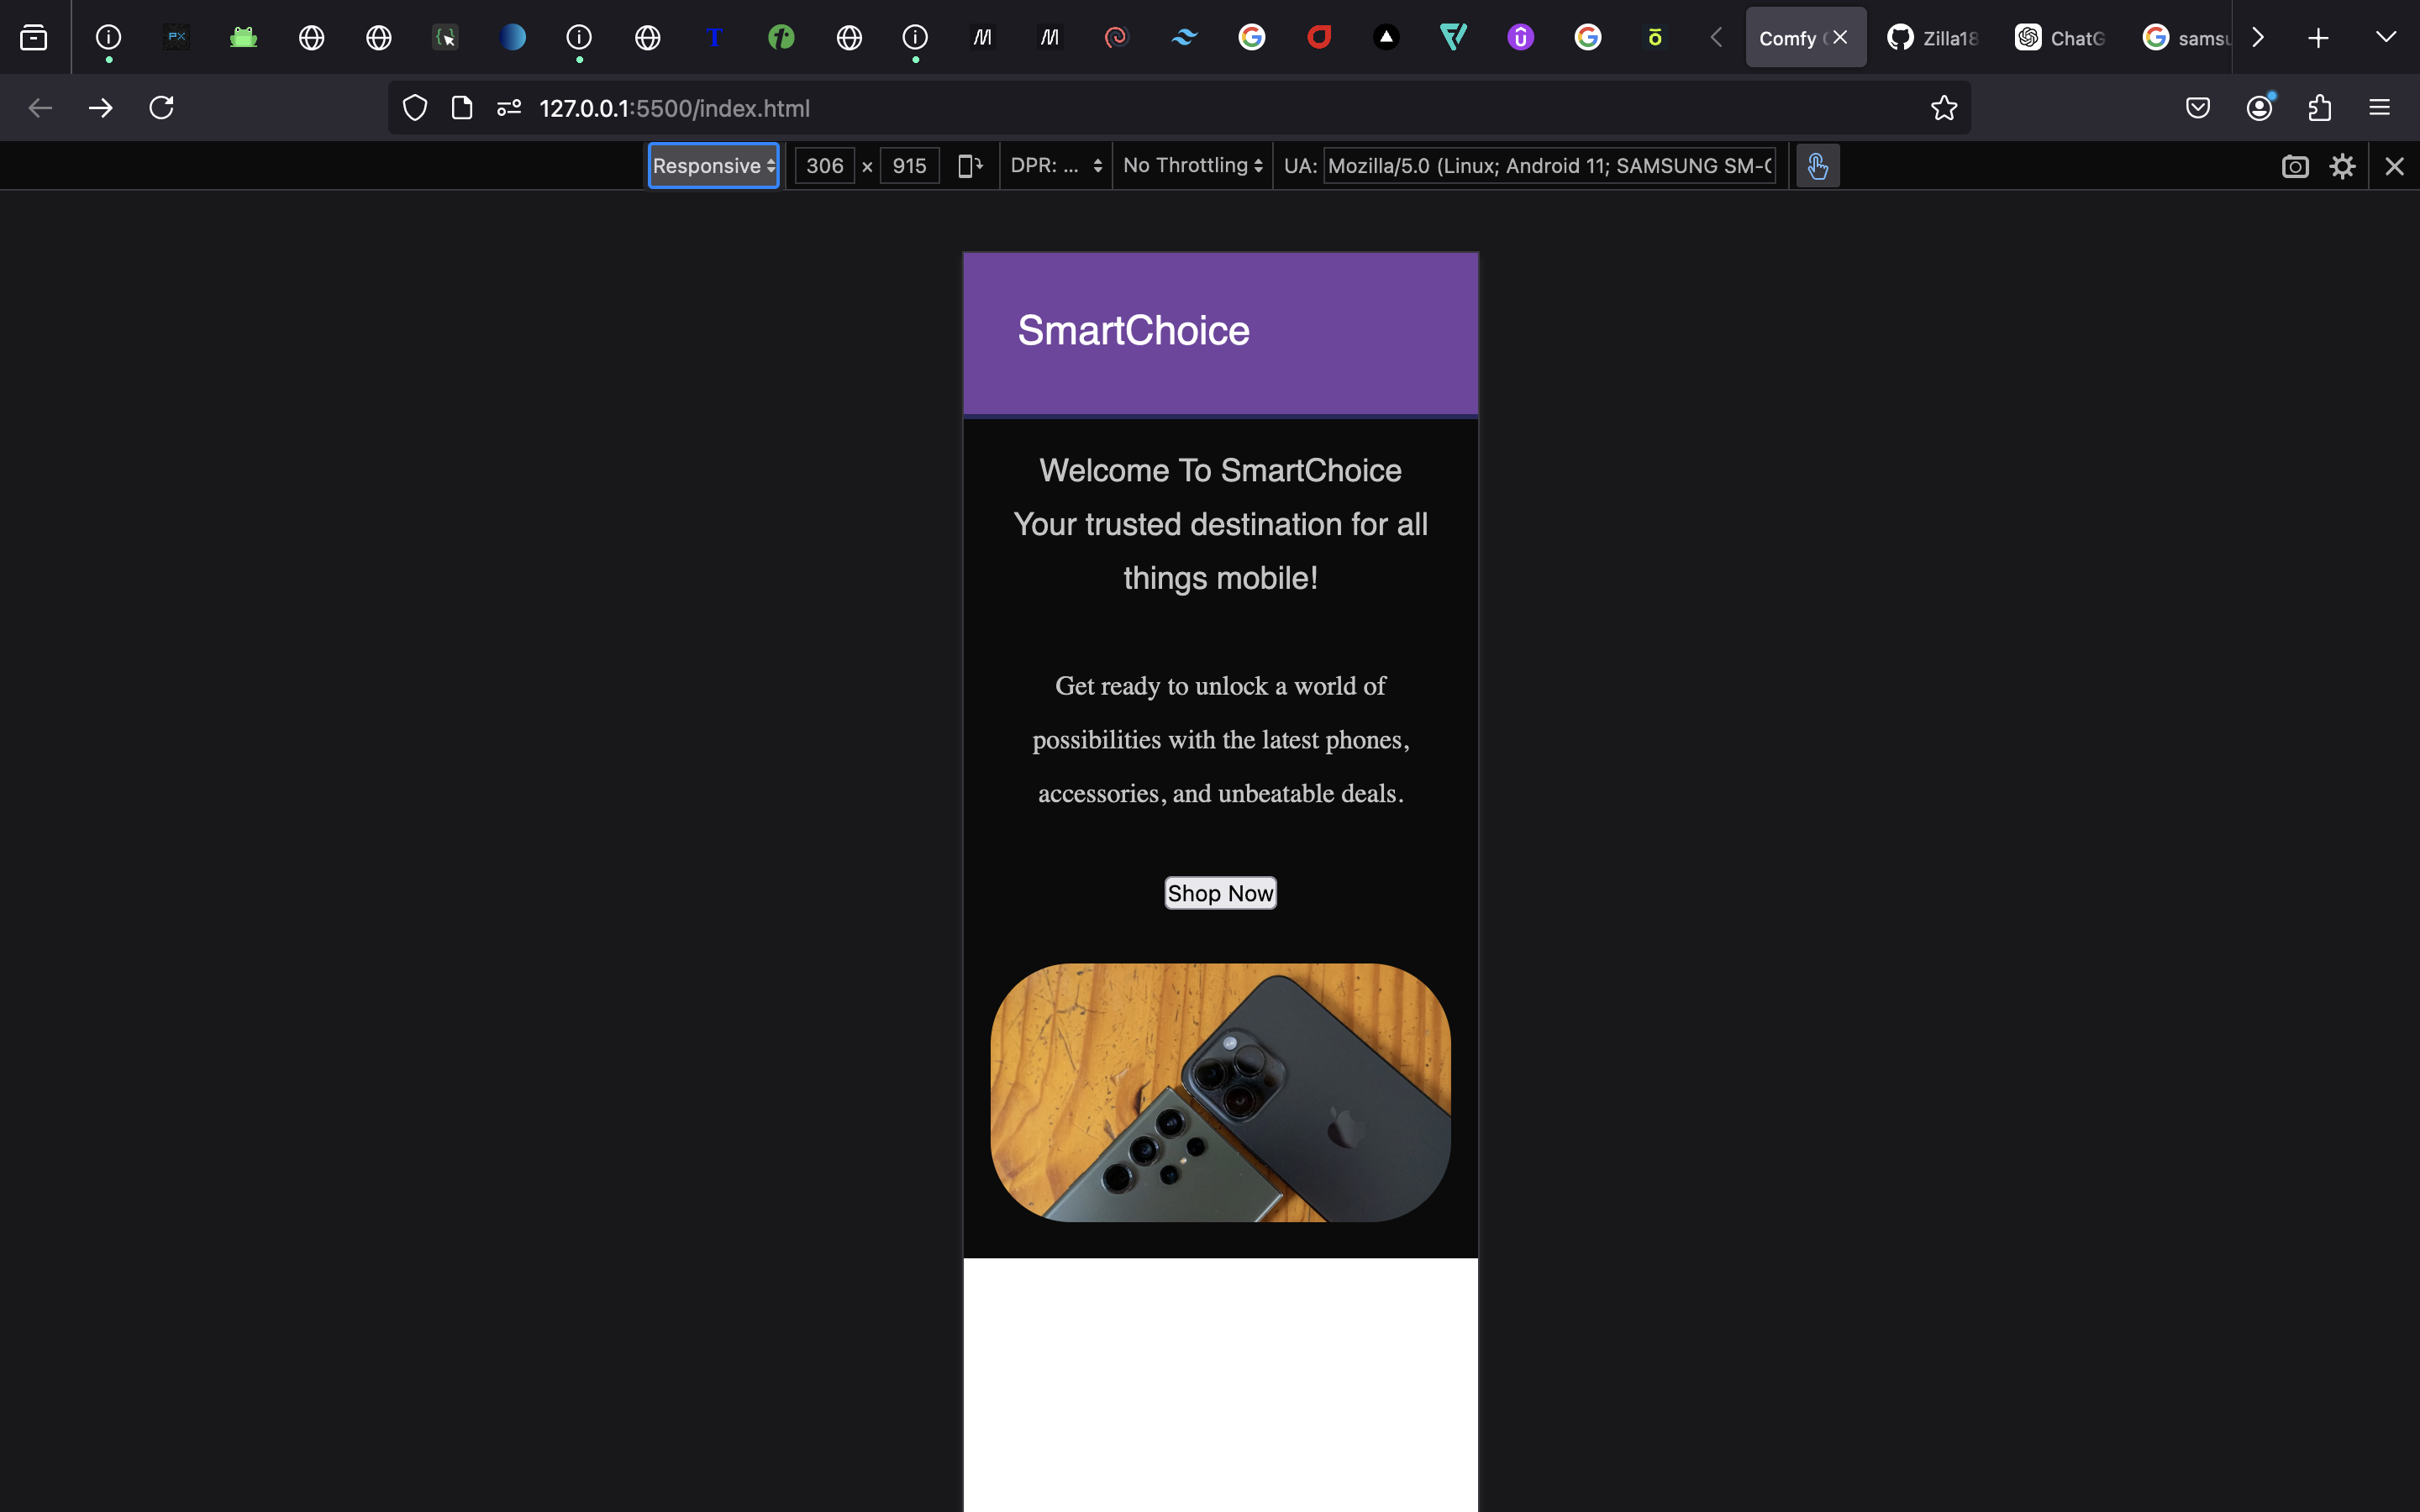 Comfy
Zilla18
ChatG
samsu
127.0.0.1:5500/index.html
Responsive
306 × 915
DPR: ...
No Throttling
UA: Mozilla/5.0 (Linux; Android 11; SAMSUNG SM-G
SmartChoice
Welcome To SmartChoice
Your trusted destination for all
things mobile!
Get ready to unlock a world of
possibilities with the latest phones,
accessories, and unbeatable deals.
Shop Now